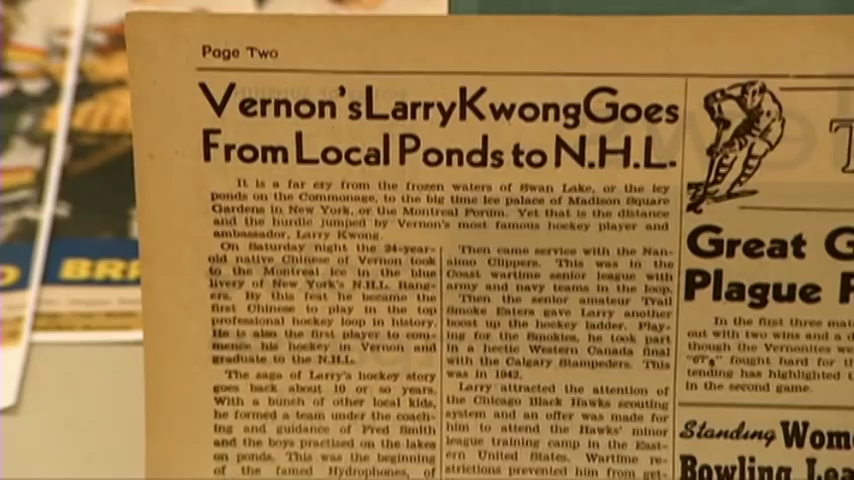 Page Two
Vernon's Larry Kwong Goes
From Local Ponds to N.H.L.
It is a far cry from the frozen waters of Swan Lake, or the icy
ponds on the Commonage, to the big time ice palace of Madison Square
Gardens in New York, or the Montreal Forum. Yet that is the distance
and the hurdle jumped by Vernon's most famous hockey player and
ambassador, Larry Kwong.
On Saturday night the 24-year-
old native Chinese of Vernon took
to the Montreal ice in the blue
livery of New York's N.H.L. Rang-
ers. By this feat he became the
first Chinese to play in the top
professional hockey loop in history.
He is also the first player to com-
mence his hockey in Vernon and
graduate to the N.H.L.
The saga of Larry's hockey story
goes back about 10 or so years.
With a bunch of other local kids,
he formed a team under the coach-
ing and guidance of Fred Smith
and the boys practised on the lakes
on ponds. This was the beginning
of the famed Hydrophones, of
Then came service with the Nan-
aimo Clippers. This was in the
Coast wartime senior league with
army and navy teams in the loop.
Then the senior amateur Trail
Smoke Eaters gave Larry another
boost up the hockey ladder. Play-
ing for the Smokies, he took part
in a hectic Western Canada final
with the Calgary Stampeders. This
was in 1942.
Larry attracted the attention of
the Chicago Black Hawks scouting
system and an offer was made for
him to attend the Hawks' minor
league training camp in the East-
ern United States. Wartime re-
strictions prevented him from get-
T
Great G
Plague F
In the first three mat
out with two wins and a d
though the Vernonites we
"67's" fought hard for t
tending has highlighted t
in the second game.
Standing Wom
Bowling Lea
BRI